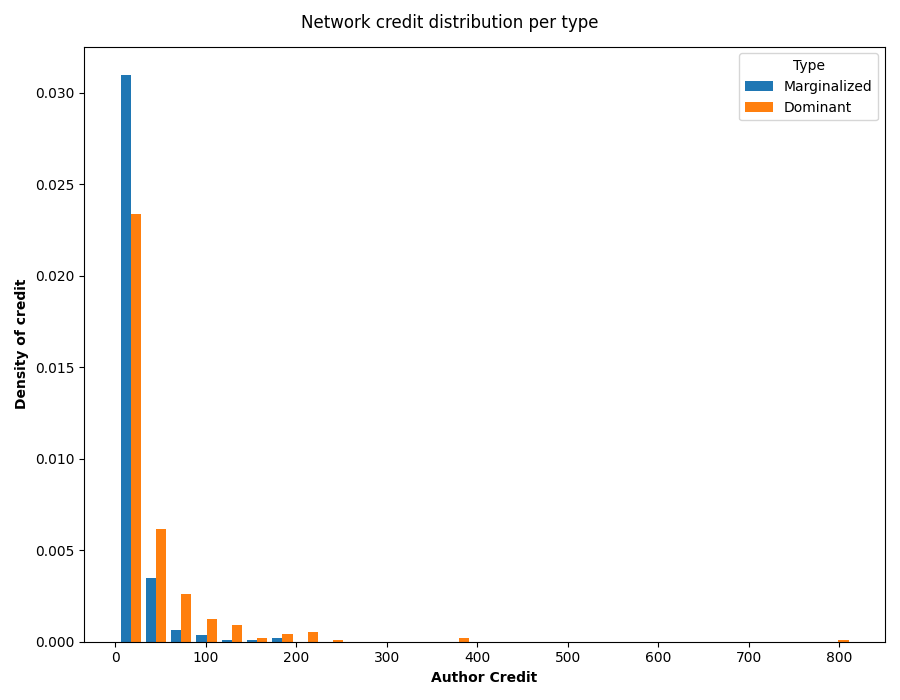 Network credit distribution per type
Type
Marginalized
Dominant
Density of credit
0.030
0.025
0.020
0.015
0.010
0.005
0.000
0 100 200 300 400 500 600 700 800
Author Credit